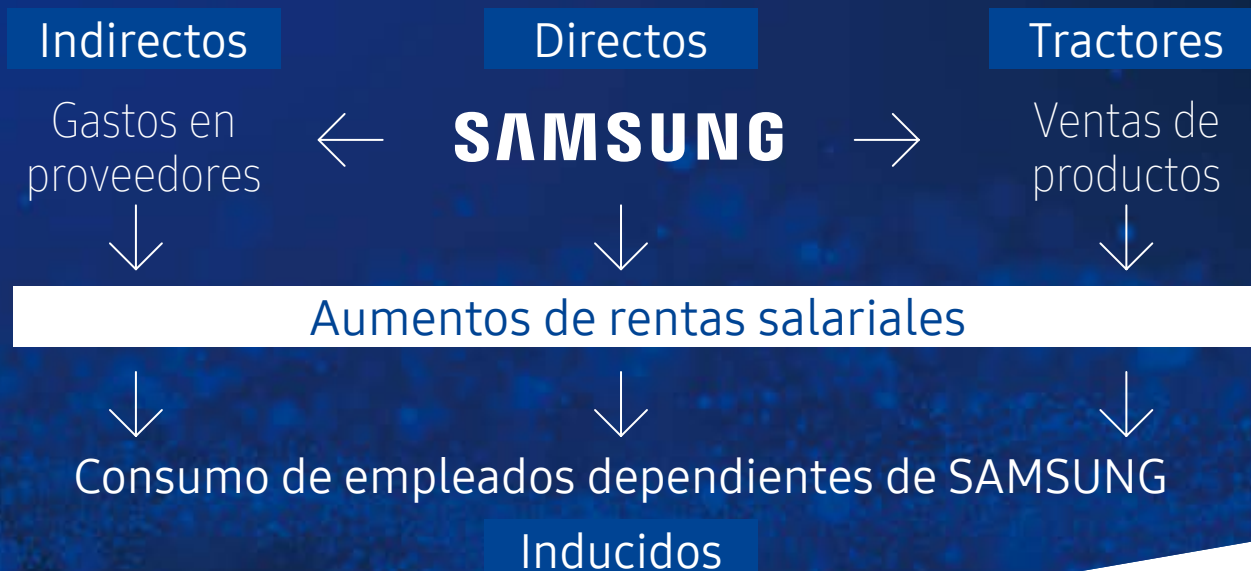 Indirectos
Directos
Tractores
Gastos en
proveedores
SAMSUNG
Ventas de
productos
Aumentos de rentas salariales
Consumo de empleados dependientes de SAMSUNG
Inducidos